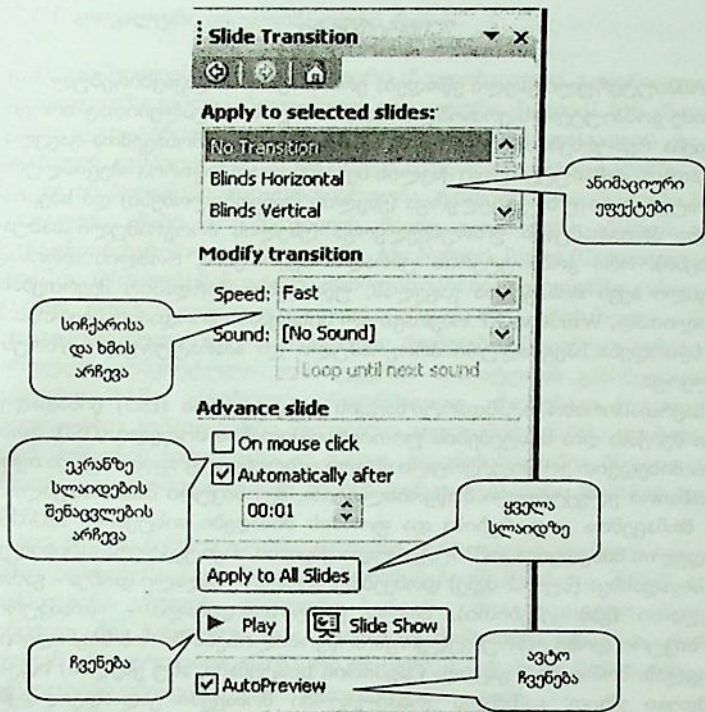 Slide Transition
Apply to selected slides:
No Transition
Blinds Horizontal
Blinds Vertical
ანიმაციური
ეფექტები
Modify transition
Speed: Fast
Sound: [No Sound]
Loop until next sound
სიჩქარისა
და ხმის
არჩევა
Advance slide
On mouse click
Automatically after
00:01
ეკრანზე
სლაიდების
შენაცვლების
არჩევა
ყველა
სლაიდზე
Apply to All Slides
Play
Slide Show
ჩვენება
AutoPreview
ავტო
ჩვენება